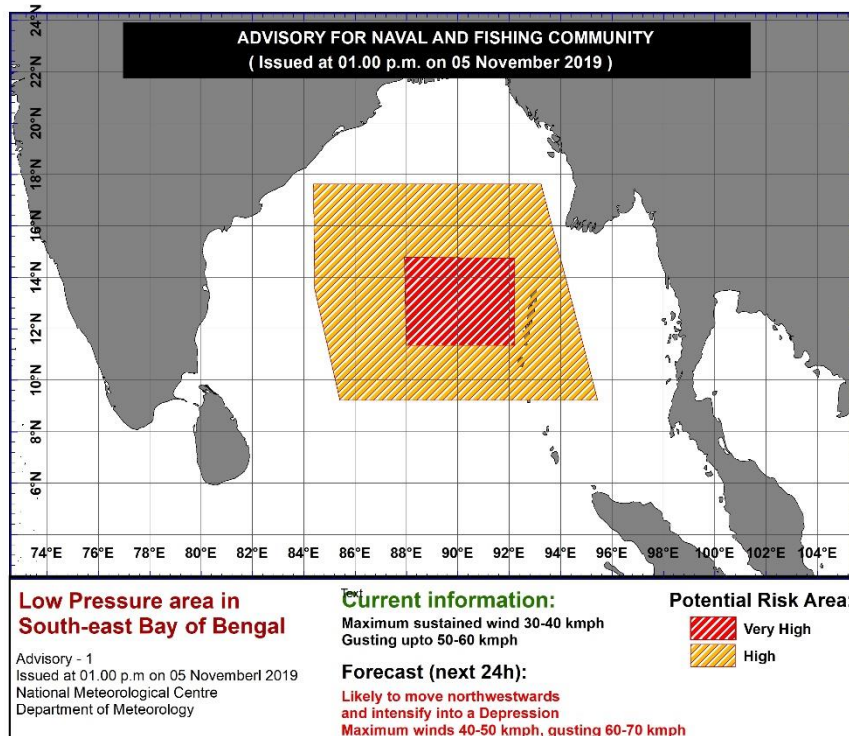 ADVISORY FOR NAVAL AND FISHING COMMUNITY
( Issued at 01.00 p.m. on 05 November 2019 )
24°N
22°N
20°N
18°N
16°N
14°N
12°N
10°N
8°N
6°N
74°E 76°E 78°E 80°E 82°E 84°E 86°E 88°E 90°E 92°E 94°E 96°E 98°E 100°E 102°E 104°E
Low Pressure area in
South-east Bay of Bengal
Advisory - 1
Issued at 01.00 p.m on 05 Novemberl 2019
National Meteorological Centre
Department of Meteorology
Text
Current information:
Maximum sustained wind 30-40 kmph
Gusting upto 50-60 kmph
Forecast (next 24h):
Likely to move northwestwards
and intensify into a Depression
Maximum winds 40-50 kmph, gusting 60-70 kmph
Potential Risk Area:
Very High
High